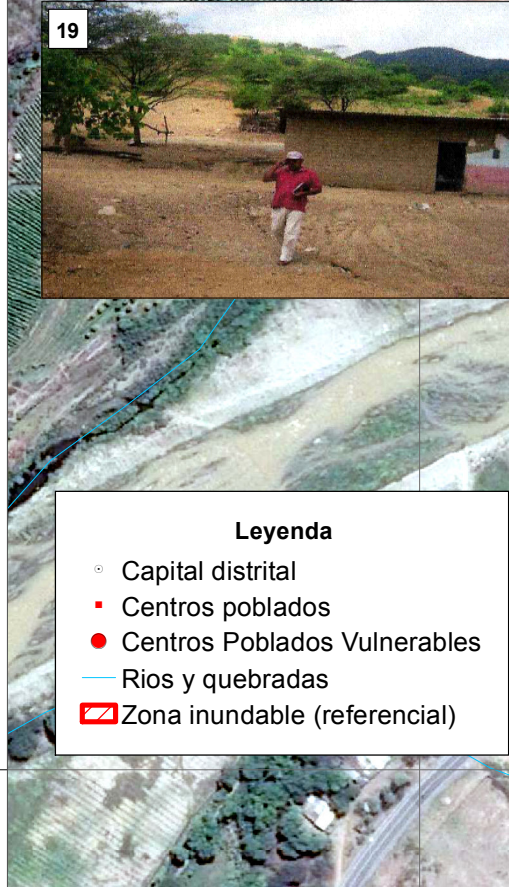 19
Leyenda
Capital distrital
Centros poblados
Centros Poblados Vulnerables
Rios y quebradas
Zona inundable (referencial)